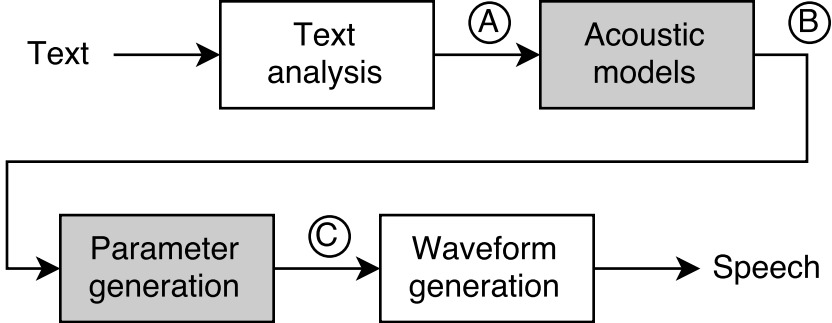 Text
Text
analysis
A
Acoustic
models
B
Parameter
generation
C
Waveform
generation
Speech